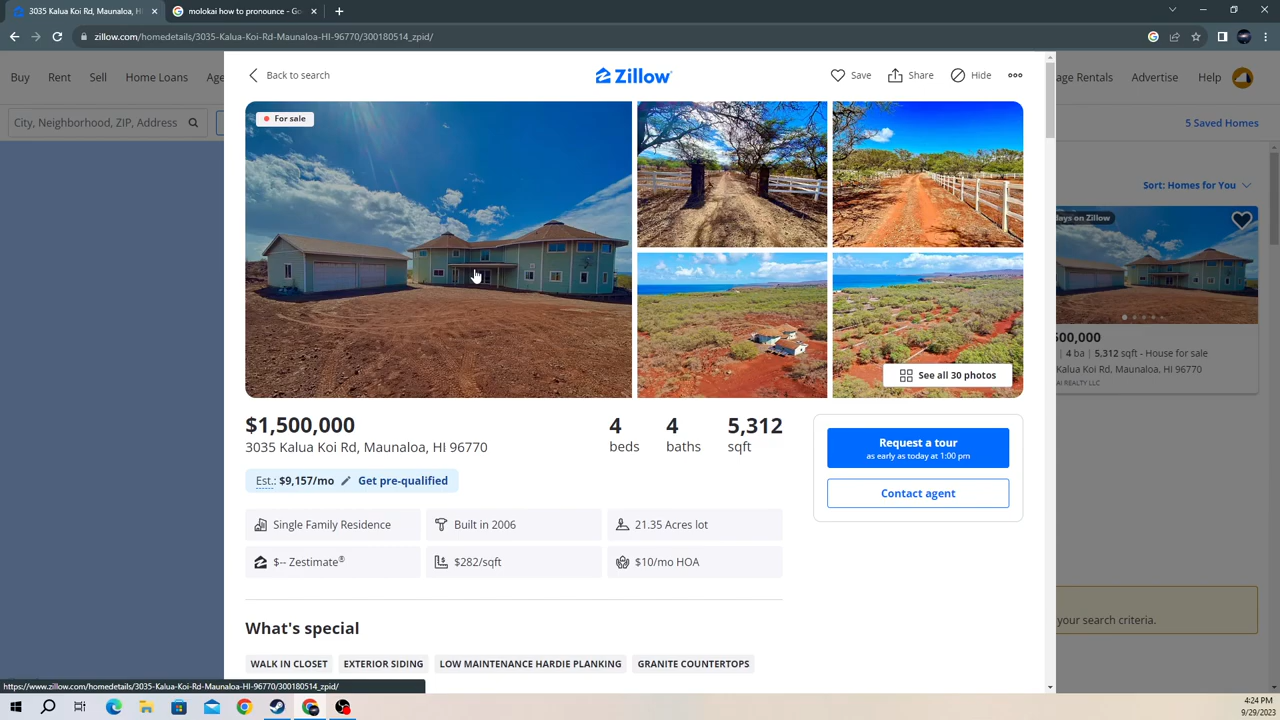 3035 Kalua Koi Rd, Maunaloa, HI
molokai how to pronounce - Go
zillow.com/homedetails/3035-Kalua-Koi-Rd-Maunaloa-HI-96770/300180514_zpid/
Buy Rent Sell Home Loans Age
Back to search
Zillow
Save Share Hide
age Rentals Advertise Help
City, Neighborhood, ZIP, Address
For sale
5 Saved Homes
Sort: Homes for You
days on Zillow
See all 30 photos
00,000
4 ba 5,312 sqft - House for sale
Kalua Koi Rd, Maunaloa, HI 96770
AI REALTY LLC
$1,500,000
3035 Kalua Koi Rd, Maunaloa, HI 96770
4 4 5,312
beds baths sqft
Est.: $9,157/mo Get pre-qualified
Request a tour
as early as today at 1:00 pm
Contact agent
Single Family Residence Built in 2006 21.35 Acres lot
$-- Zestimate® $282/sqft $10/mo HOA
What's special
WALK IN CLOSET EXTERIOR SIDING LOW MAINTENANCE HARDIE PLANKING GRANITE COUNTERTOPS
your search criteria.
https://www.zillow.com/homedetails/3035-Kalua-Koi-Rd-Maunaloa-HI-96770/300180514_zpid/
4:24 PM
9/29/2023